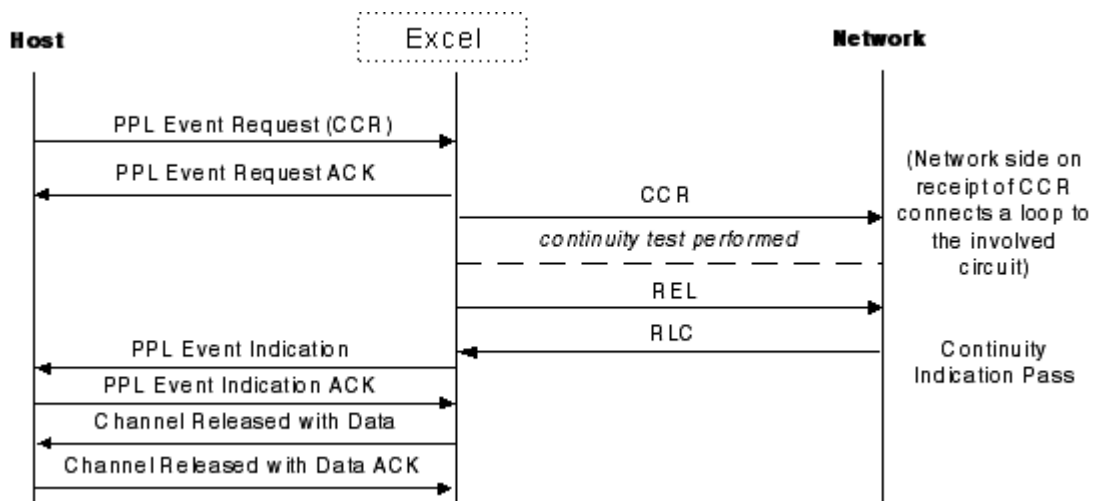 Host
Excel
Network
PPL Event Request (CCR)
PPL Event Request ACK
CCR
continuity test performed
(Network side on
receipt of CCR
connects a loop to
the involved
circuit)
REL
RLC
PPL Event Indication
Continuity
Indication Pass
PPL Event Indication ACK
Channel Released with Data
Channel Released with Data ACK